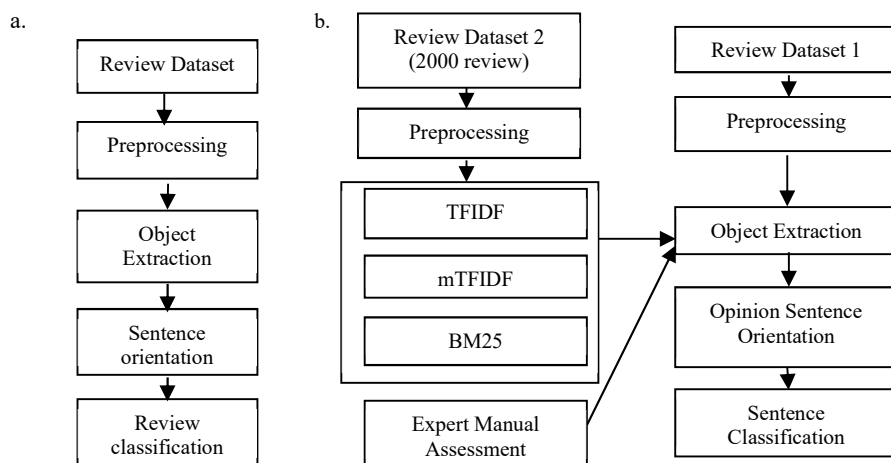 a.
Review Dataset
Preprocessing
Object
Extraction
Sentence
orientation
Review
classification
b.
Review Dataset 2
(2000 review)
Preprocessing
TFIDF
mTFIDF
BM25
Expert Manual
Assessment
Review Dataset 1
Preprocessing
Object Extraction
Opinion Sentence
Orientation
Sentence
Classification